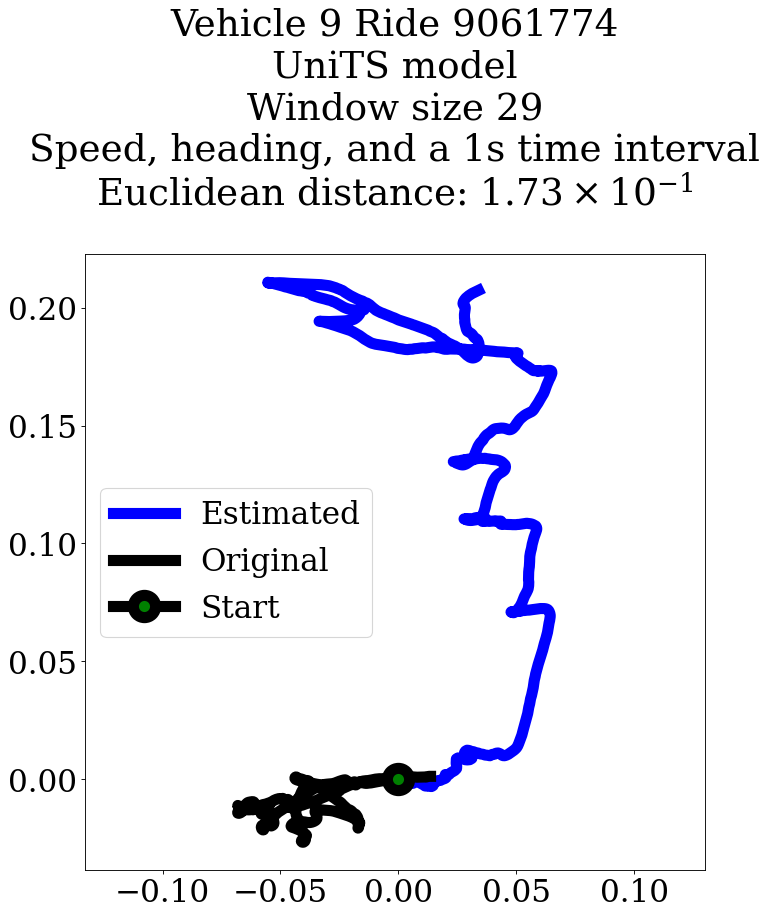 Vehicle 9 Ride 9061774
UniTS model
Window size 29
Speed, heading, and a 1s time interval
Euclidean distance: 1.73 × 10⁻¹
0.20
0.15
0.10
0.05
0.00
Estimated
Original
Start
−0.10 −0.05 0.00 0.05 0.10